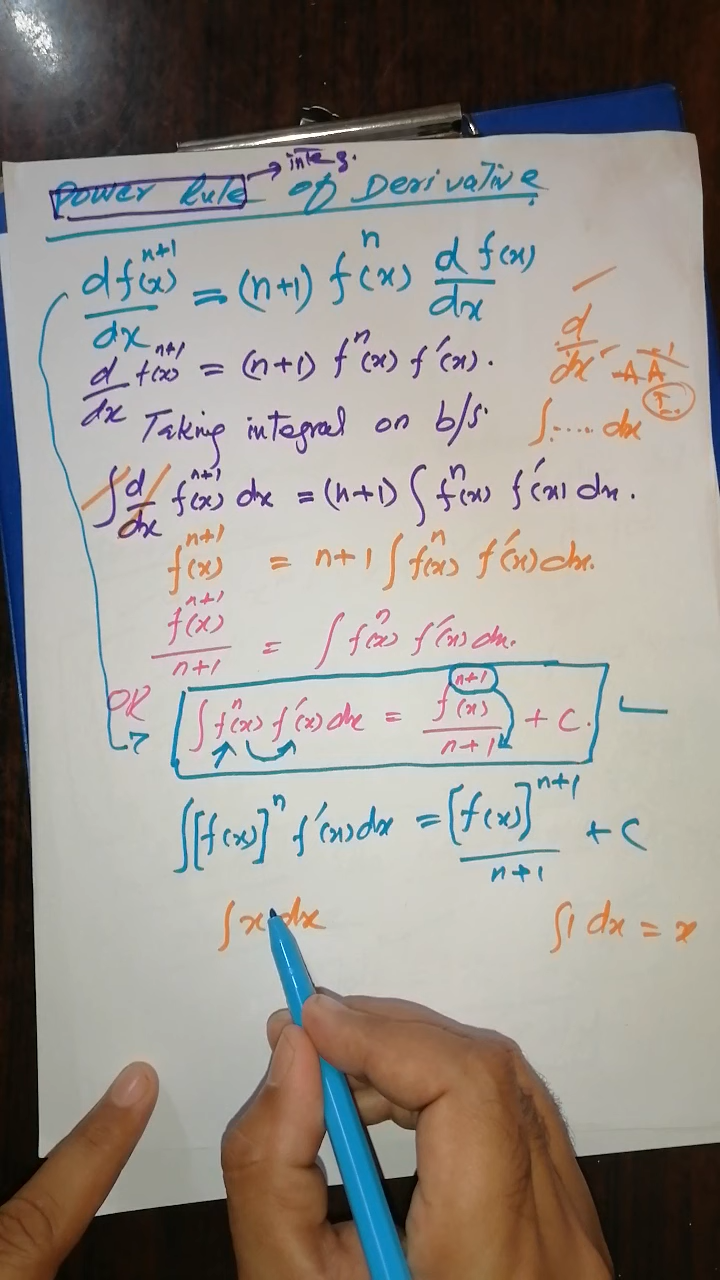 integ.
Power Rule of Derivative
df^{n+1}(x)/dx = (n+1) f^n(x) d f(x)/dx
d/dx f^{n+1}(x) = (n+1) f^n(x) f'(x).
d/dx
Taking integral on b/s.
∫.... dx
∫ d/dx f^{n+1}(x) dx = (n+1) ∫ f^n(x) f'(x) dx.
f^{n+1}(x) = n+1 ∫ f^n(x) f'(x) dx.
f^{n+1}(x)/n+1 = ∫ f^n(x) f'(x) dx.
OR
∫ f^n(x) f'(x) dx = f^{n+1}(x)/n+1 + C.
∫[f(x)]^n f'(x) dx = [f(x)]^{n+1}/n+1 + C
∫ x dx
∫ 1 dx = x